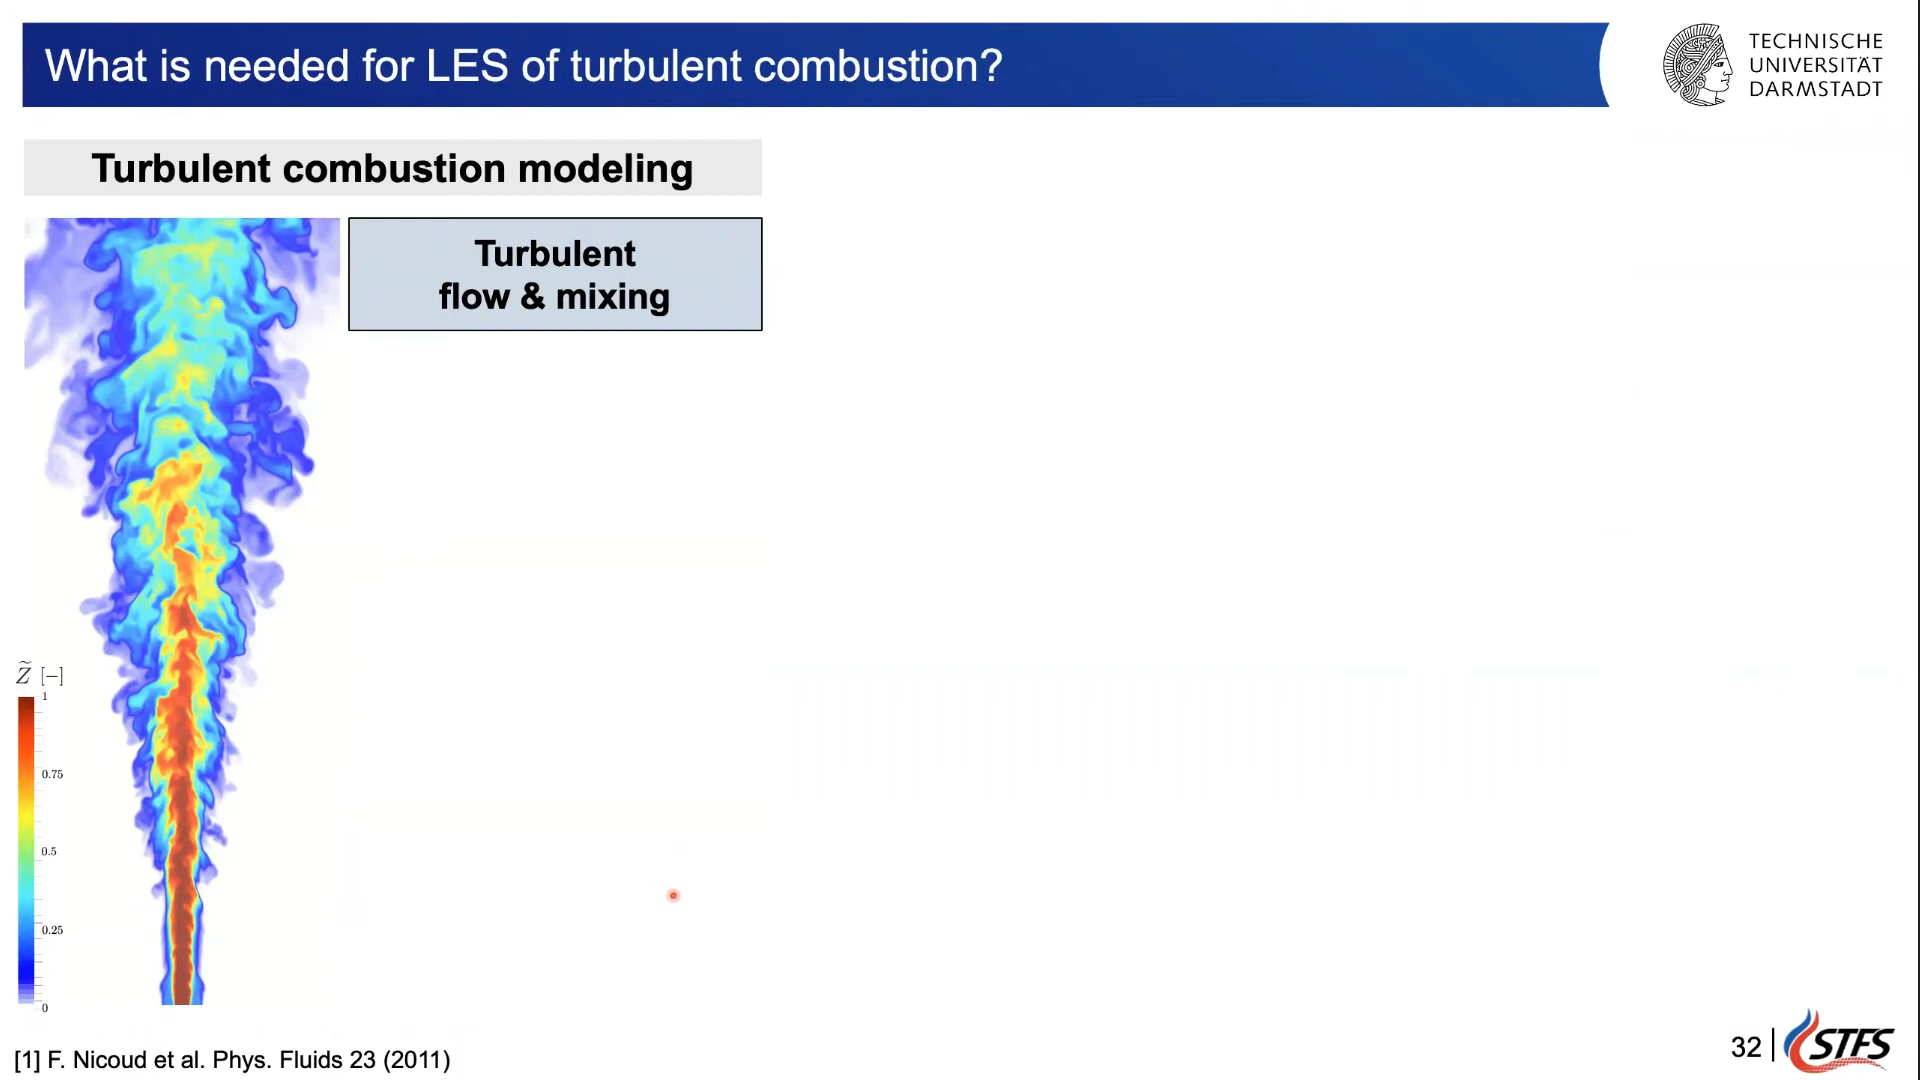 What is needed for LES of turbulent combustion?
TECHNISCHE
UNIVERSITÄT
DARMSTADT
Turbulent combustion modeling
Turbulent
flow & mixing
Z̃ [−]
1
0.75
0.5
0.25
0
[1] F. Nicoud et al. Phys. Fluids 23 (2011)
32
STFS